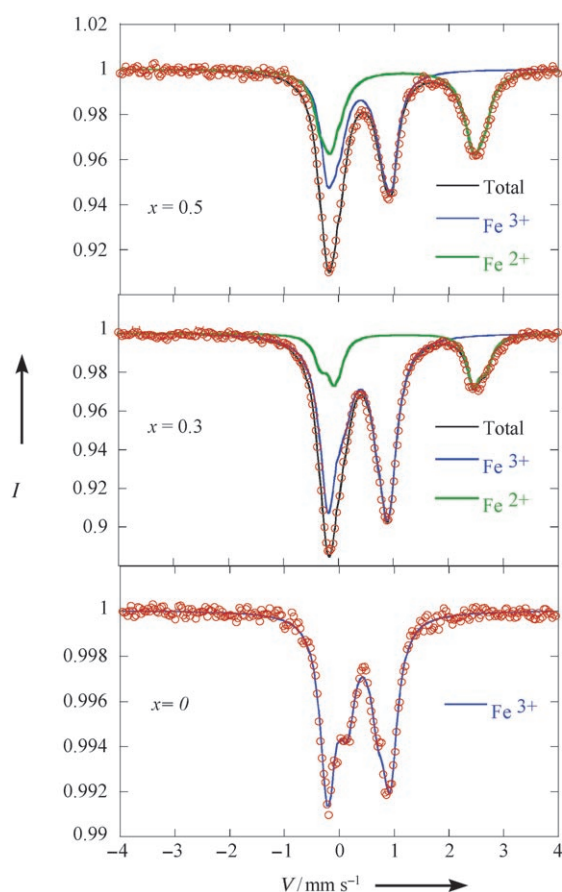 1.02
1
0.98
0.96
0.94
0.92
x = 0.5
Total
Fe 3+
Fe 2+
1
0.98
0.96
0.94
0.92
0.9
x = 0.3
Total
Fe 3+
Fe 2+
I
1
0.998
0.996
0.994
0.992
0.99
x= 0
Fe 3+
-4 -3 -2 -1 0 1 2 3 4
V/mm s⁻¹